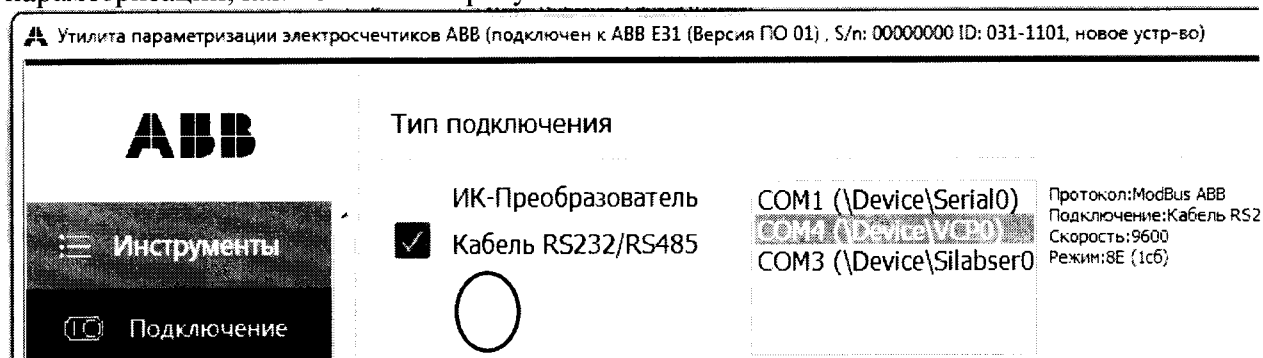 Утилита параметризации электросчетчиков ABB (подключен к ABB E31 (Версия ПО 01) , S/n: 00000000 ID: 031-1101, новое устр-во)
ABB
Тип подключения
ИК-Преобразователь
Кабель RS232/RS485
COM1 (\Device\Serial0)
COM4 (\Device\VCP0)
COM3 (\Device\Silabser0
Протокол:ModBus ABB
Подключение:Кабель RS2
Скорость:9600
Режим:8E (1сб)
Инструменты
Подключение